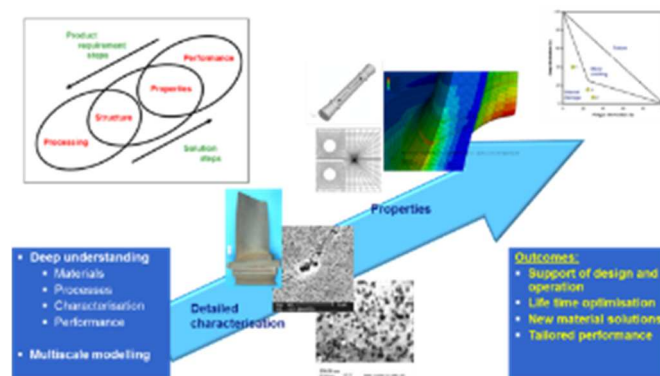 Product
requirement
steps
Performance
Properties
Structure
Processing
Solution
steps
Properties
Detailed
characterisation
• Deep understanding
• Materials
• Processes
• Characterisation
• Performance
• Multiscale modelling
Outcomes:
• Support of design and
operation
• Life time optimisation
• New material solutions
• Tailored performance